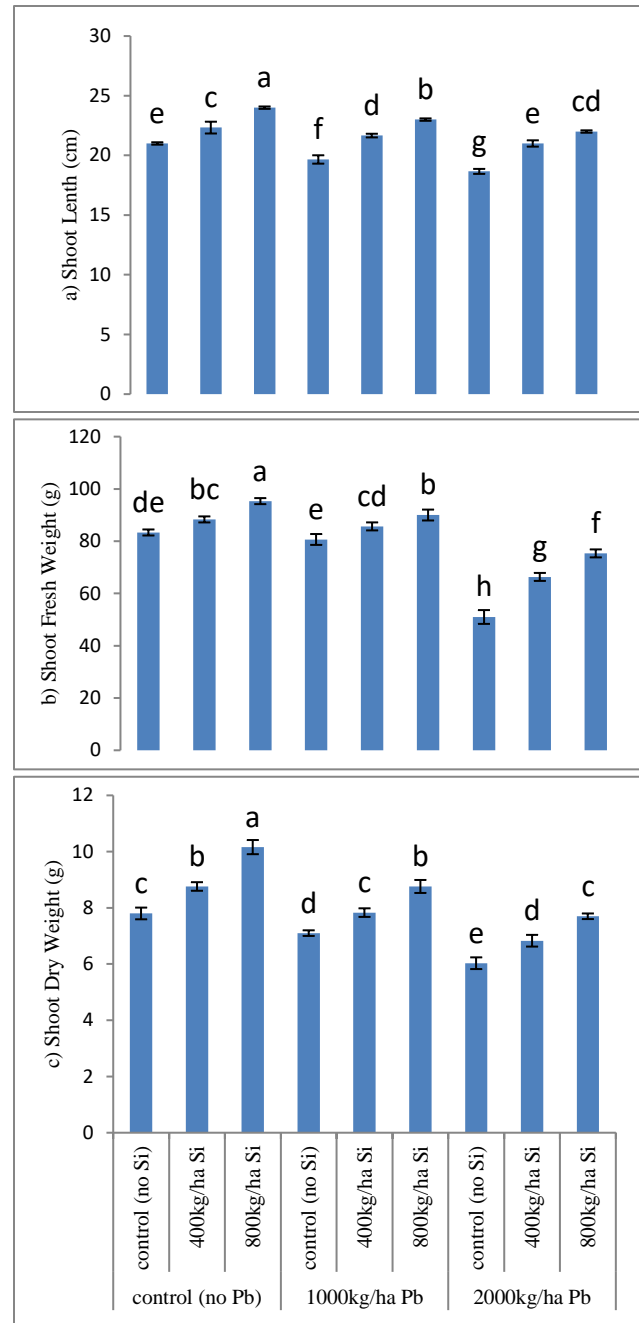 a) Shoot Lenth (cm)
30
25
20
15
10
5
0
e c a f d b g e cd
b) Shoot Fresh Weight (g)
120
100
80
60
40
20
0
de bc a e cd b h g f
c) Shoot Dry Weight (g)
12
10
8
6
4
2
0
c b a d c b e d c
control (no Si) 400kg/ha Si 800kg/ha Si control (no Si) 400kg/ha Si 800kg/ha Si control (no Si) 400kg/ha Si 800kg/ha Si
control (no Pb) 1000kg/ha Pb 2000kg/ha Pb